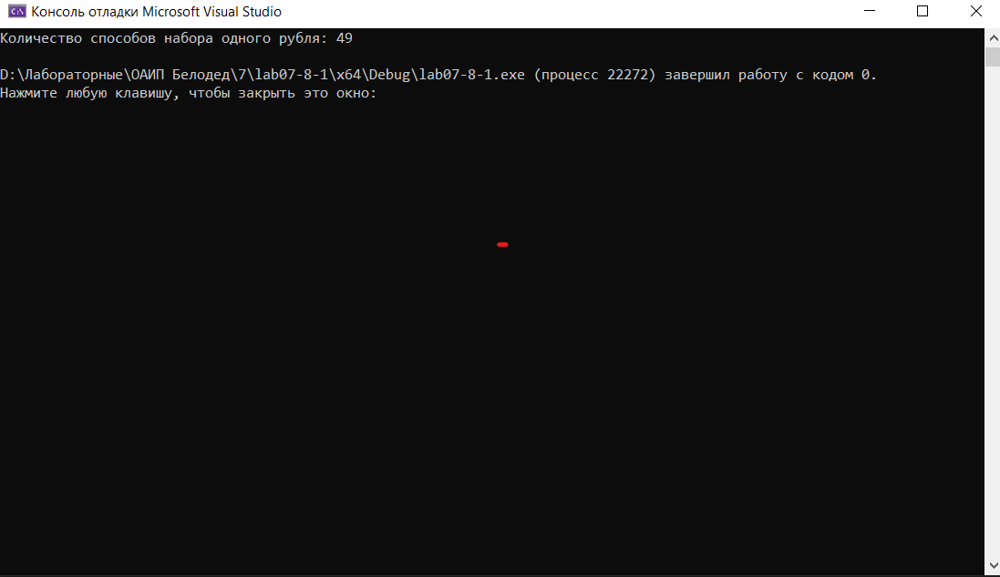 Консоль отладки Microsoft Visual Studio
Количество способов набора одного рубля: 49
D:\Лабораторные\ОАИП Белодед\7\lab07-8-1\x64\Debug\lab07-8-1.exe (процесс 22272) завершил работу с кодом 0.
Нажмите любую клавишу, чтобы закрыть это окно: